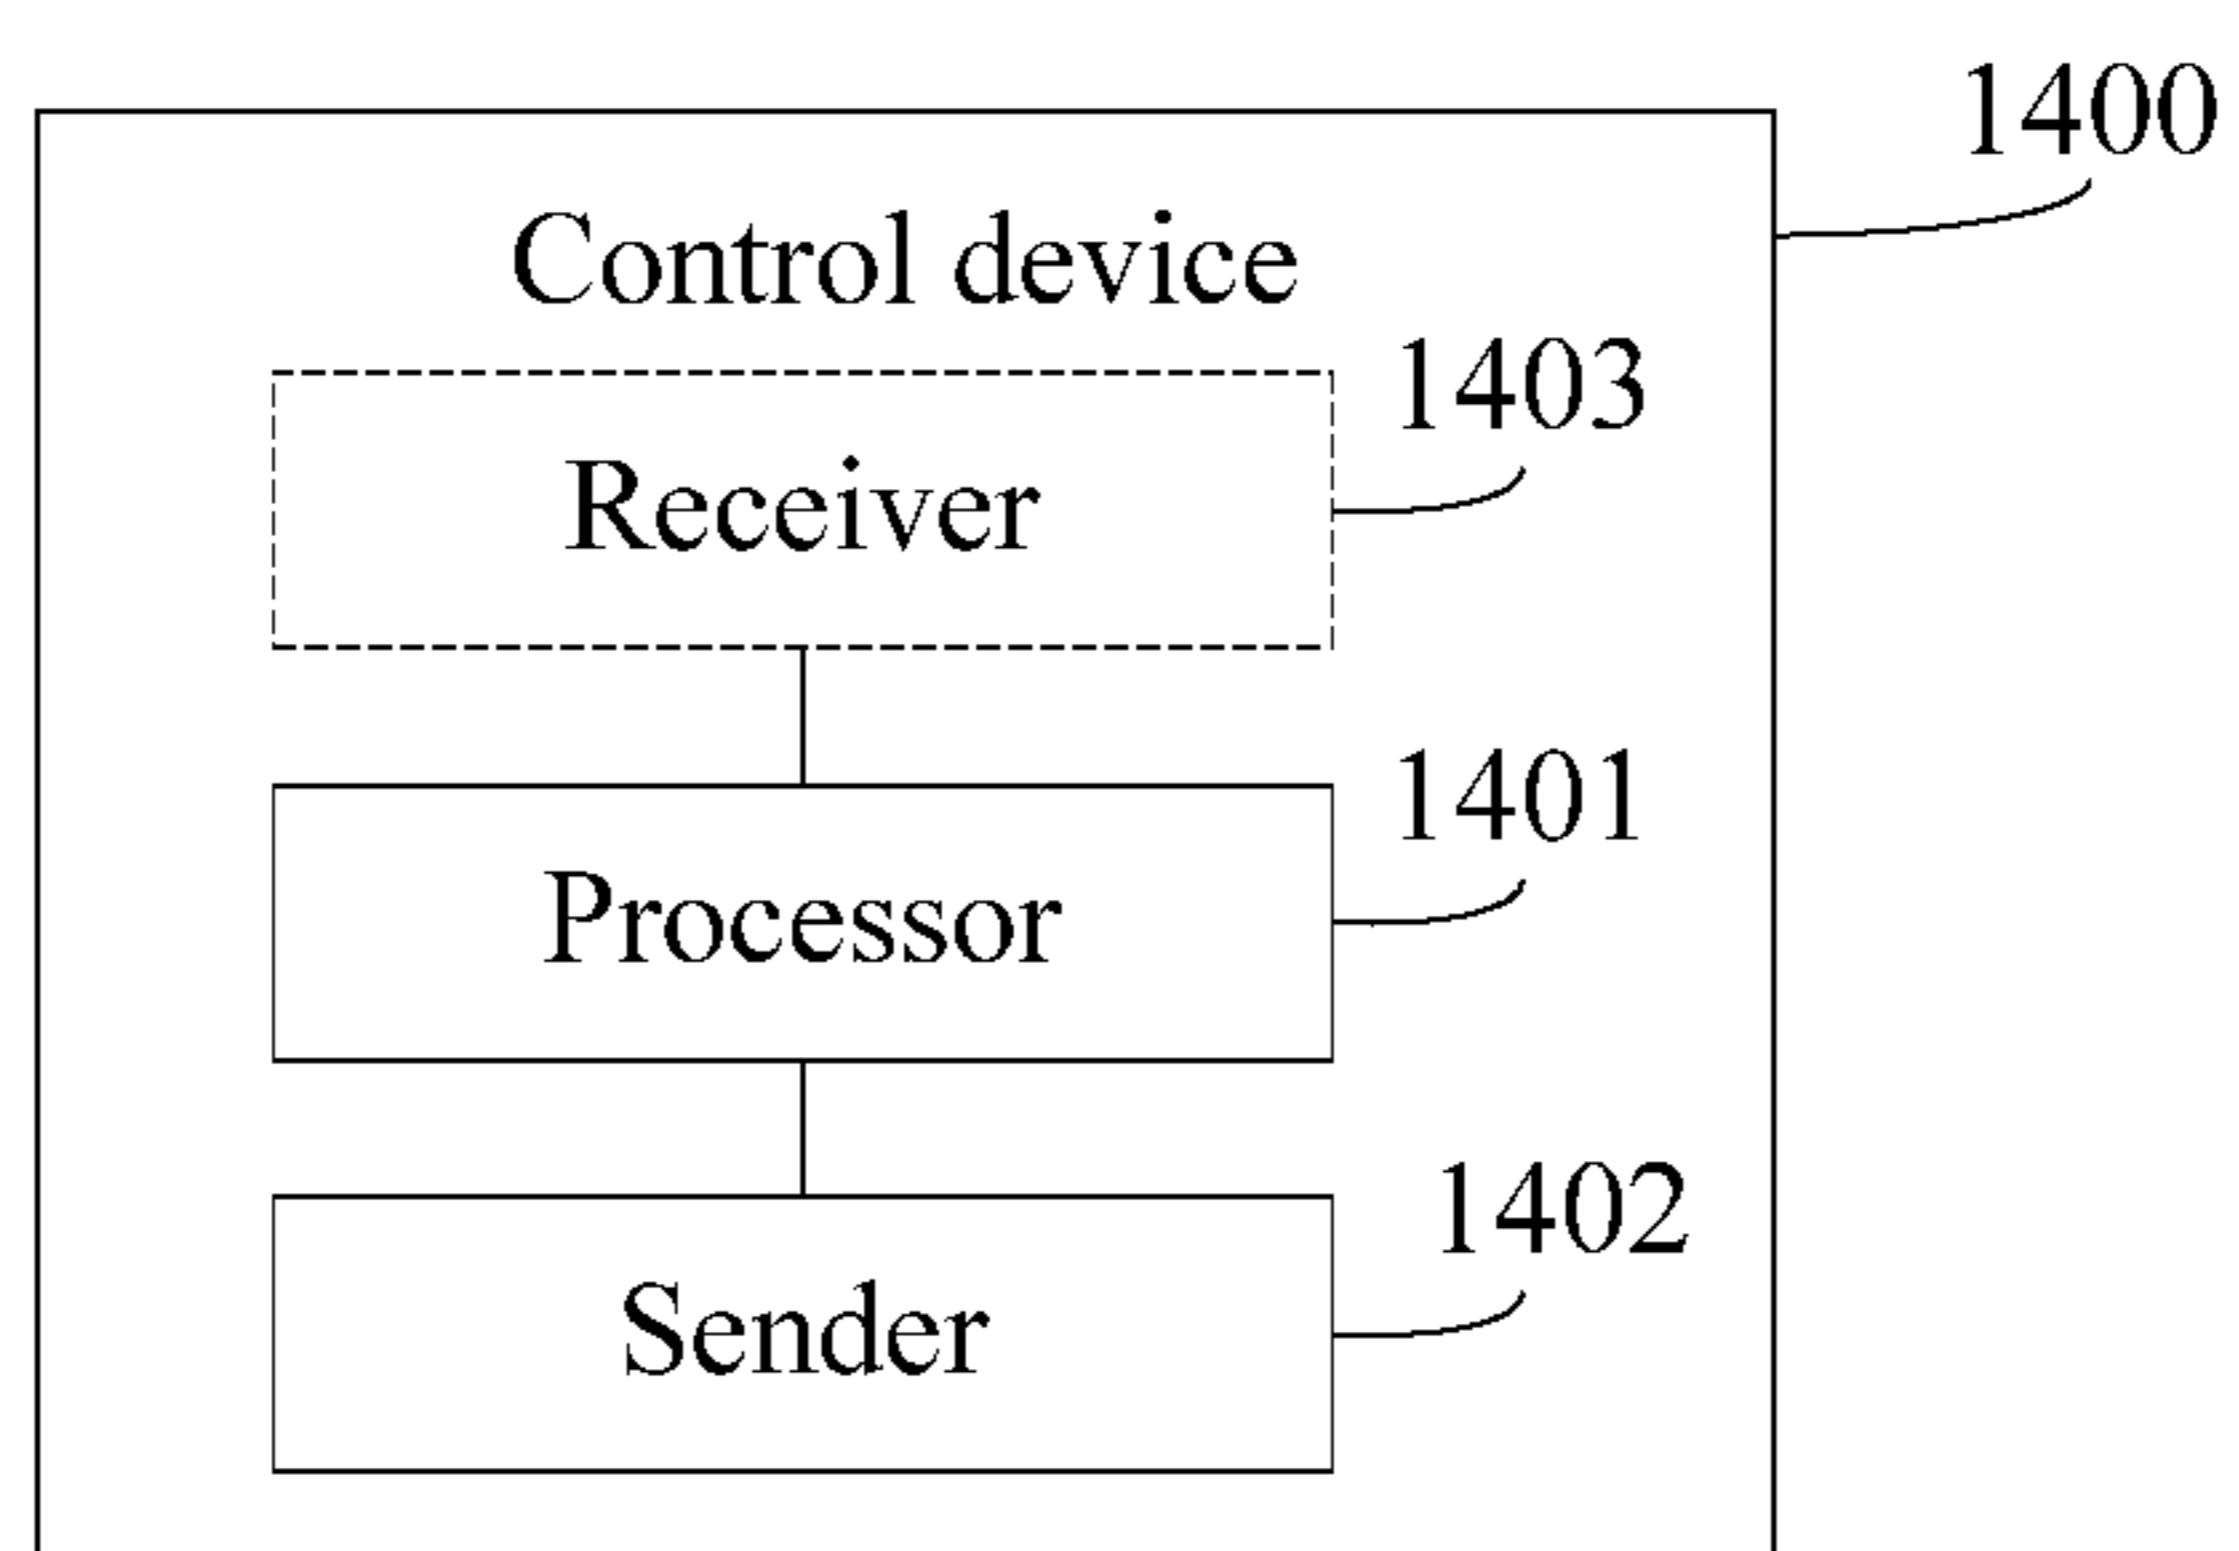 1400
Control device
1403
Receiver
1401
Processor
1402
Sender